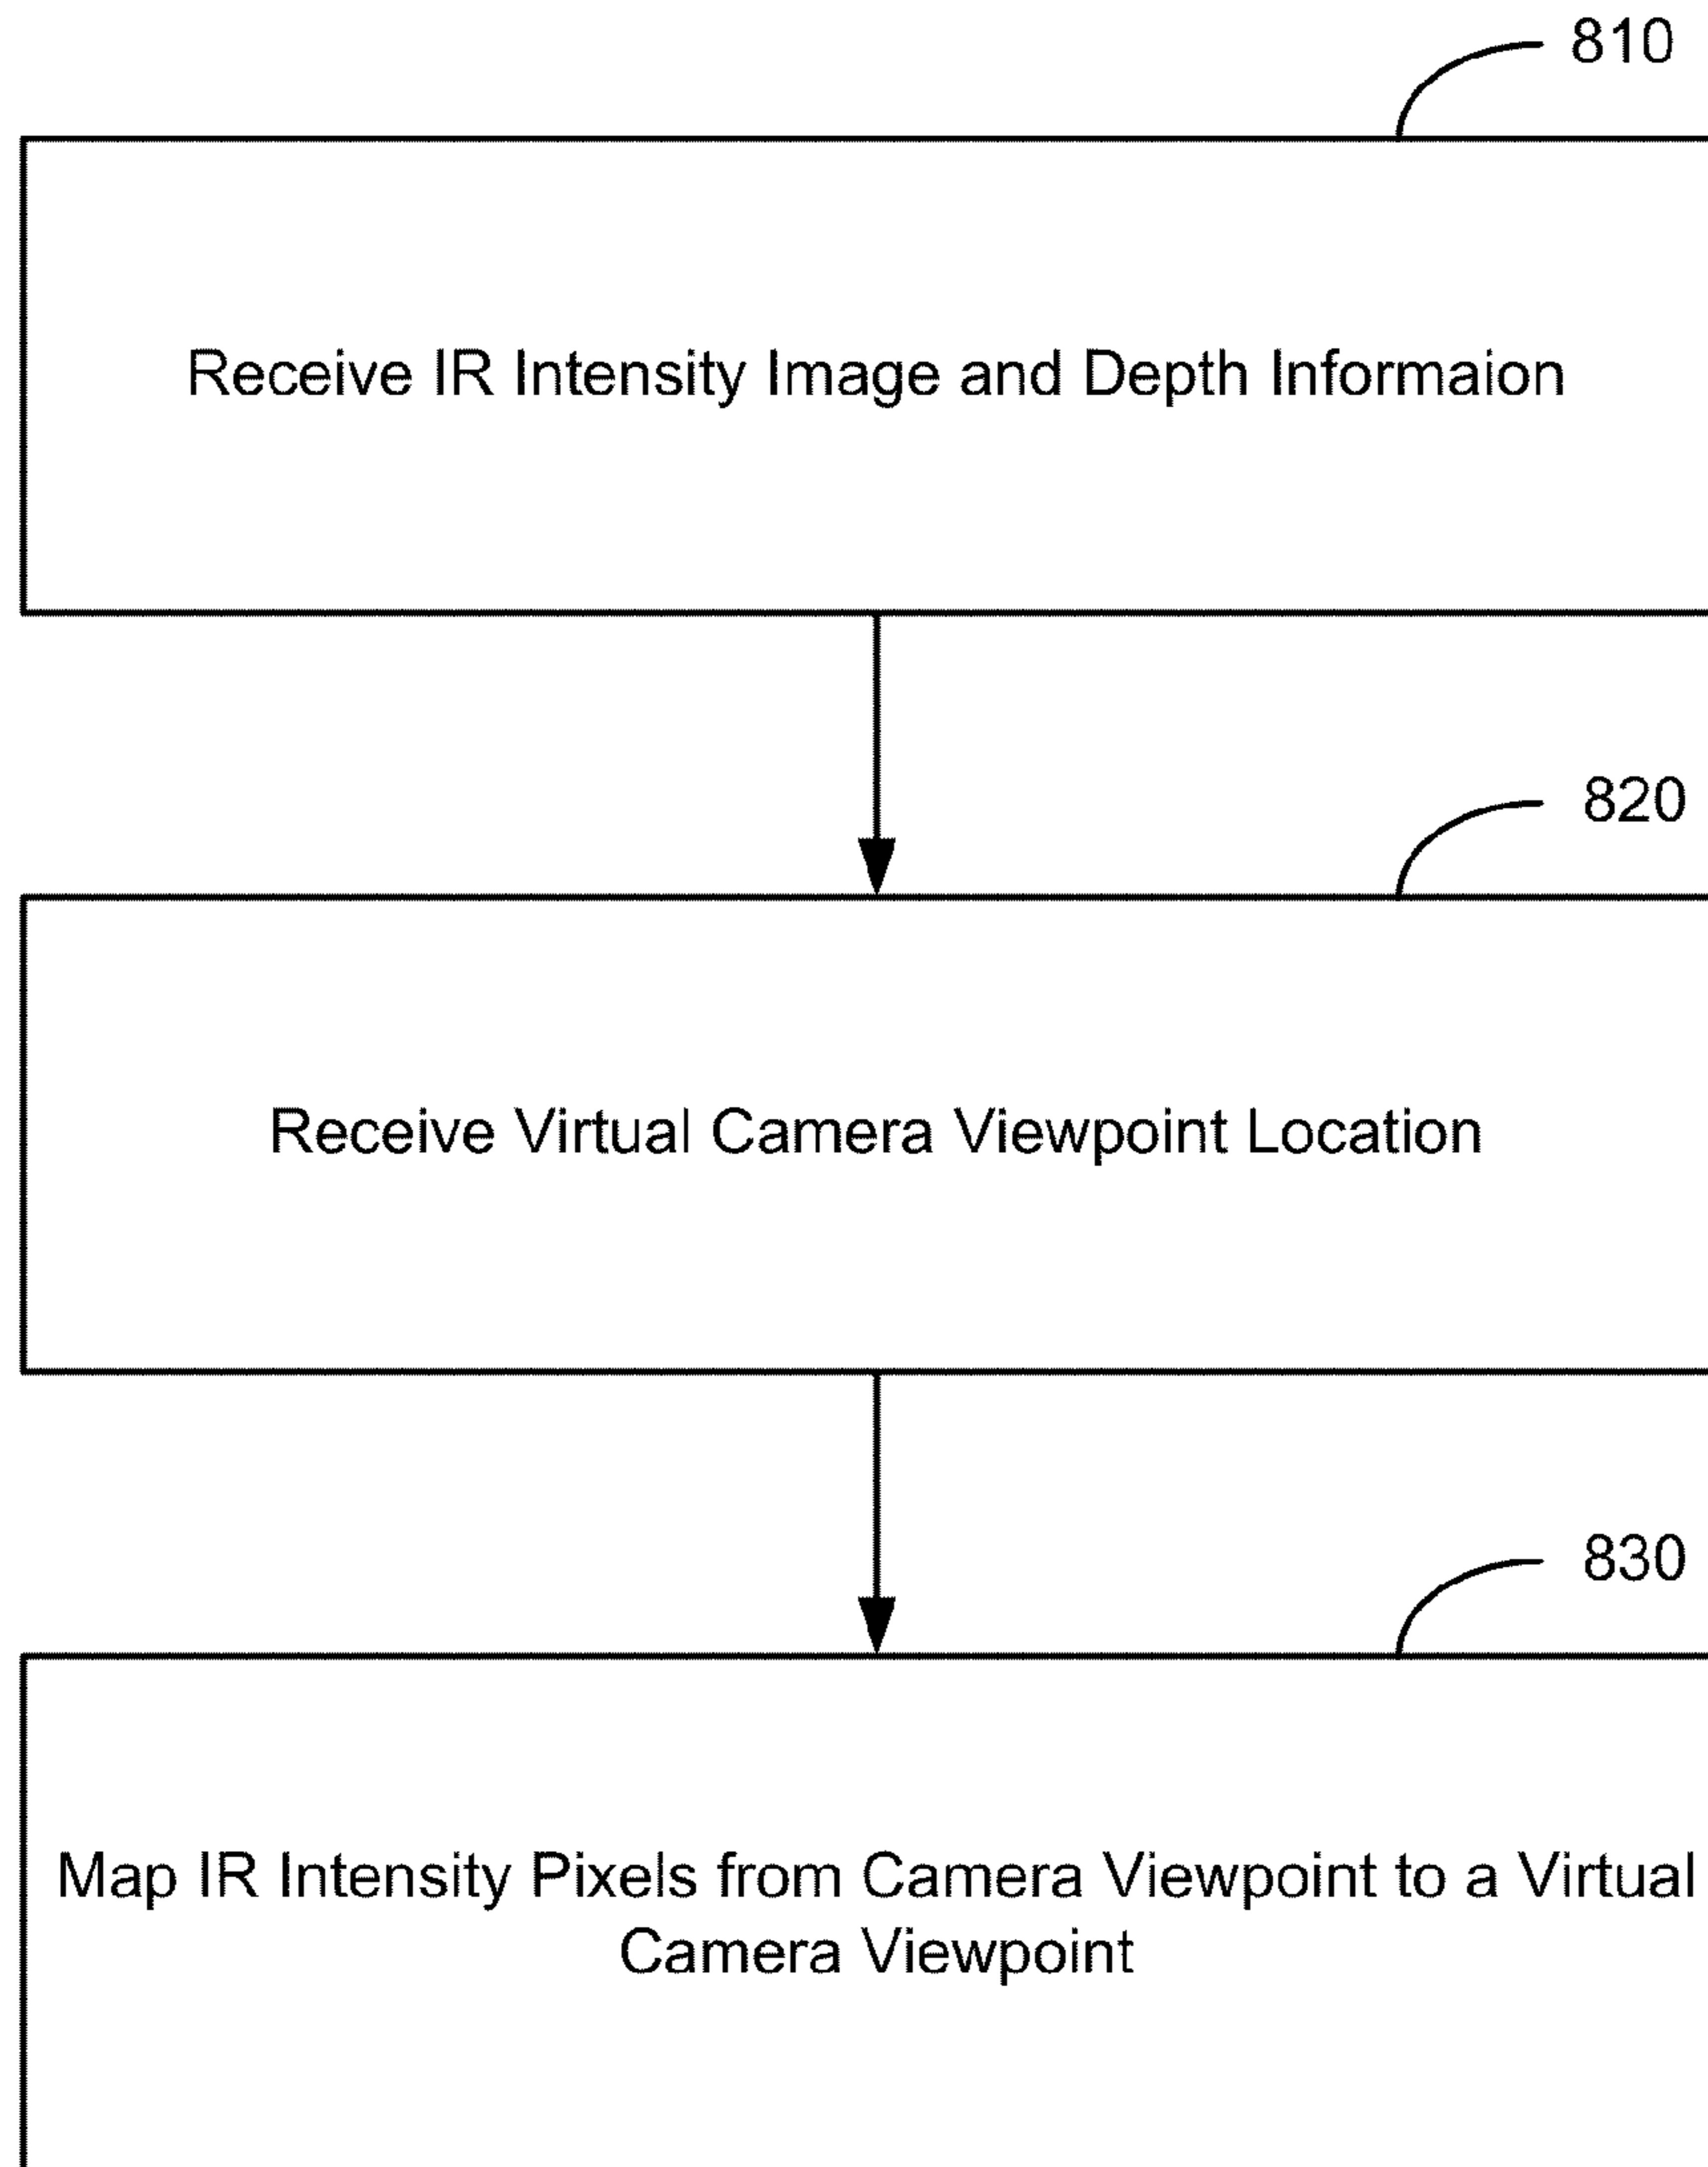 810
Receive IR Intensity Image and Depth Informaion
820
Receive Virtual Camera Viewpoint Location
830
Map IR Intensity Pixels from Camera Viewpoint to a Virtual
Camera Viewpoint